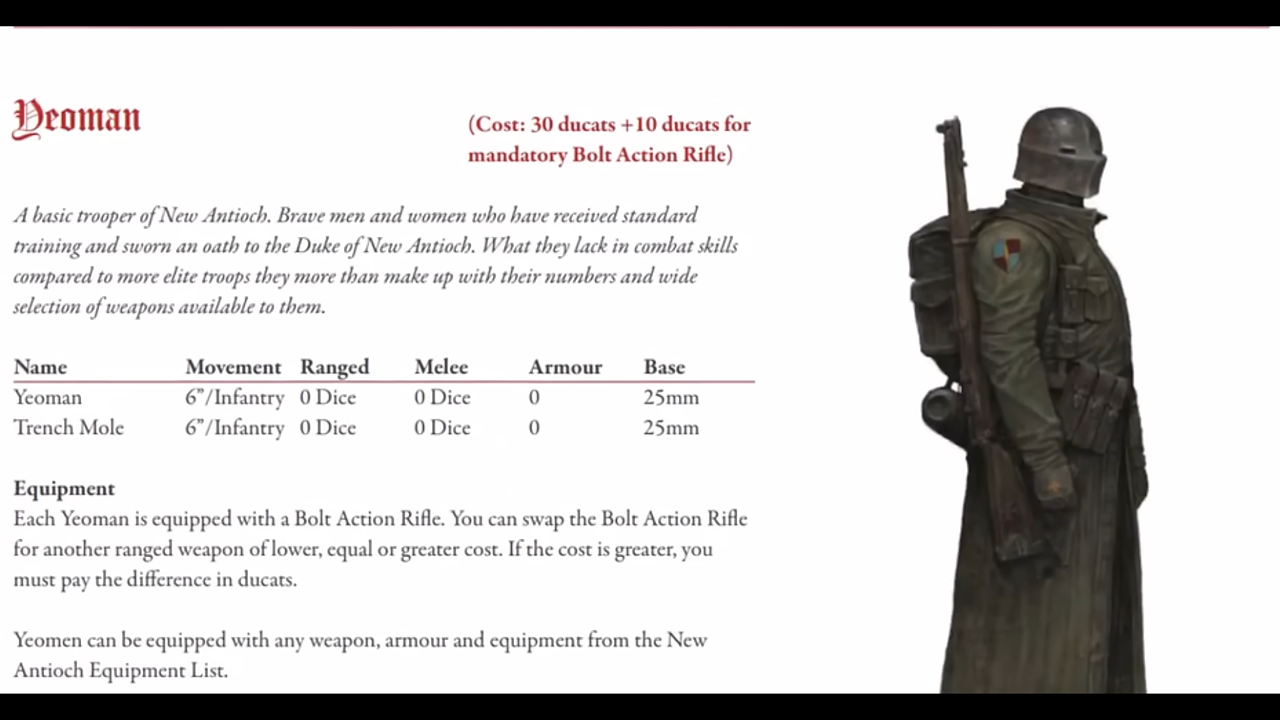 Yeoman
(Cost: 30 ducats +10 ducats for
mandatory Bolt Action Rifle)
A basic trooper of New Antioch. Brave men and women who have received standard
training and sworn an oath to the Duke of New Antioch. What they lack in combat skills
compared to more elite troops they more than make up with their numbers and wide
selection of weapons available to them.
Name Movement Ranged Melee Armour Base
Yeoman 6”/Infantry 0 Dice 0 Dice 0 25mm
Trench Mole 6”/Infantry 0 Dice 0 Dice 0 25mm
Equipment
Each Yeoman is equipped with a Bolt Action Rifle. You can swap the Bolt Action Rifle
for another ranged weapon of lower, equal or greater cost. If the cost is greater, you
must pay the difference in ducats.
Yeomen can be equipped with any weapon, armour and equipment from the New
Antioch Equipment List.